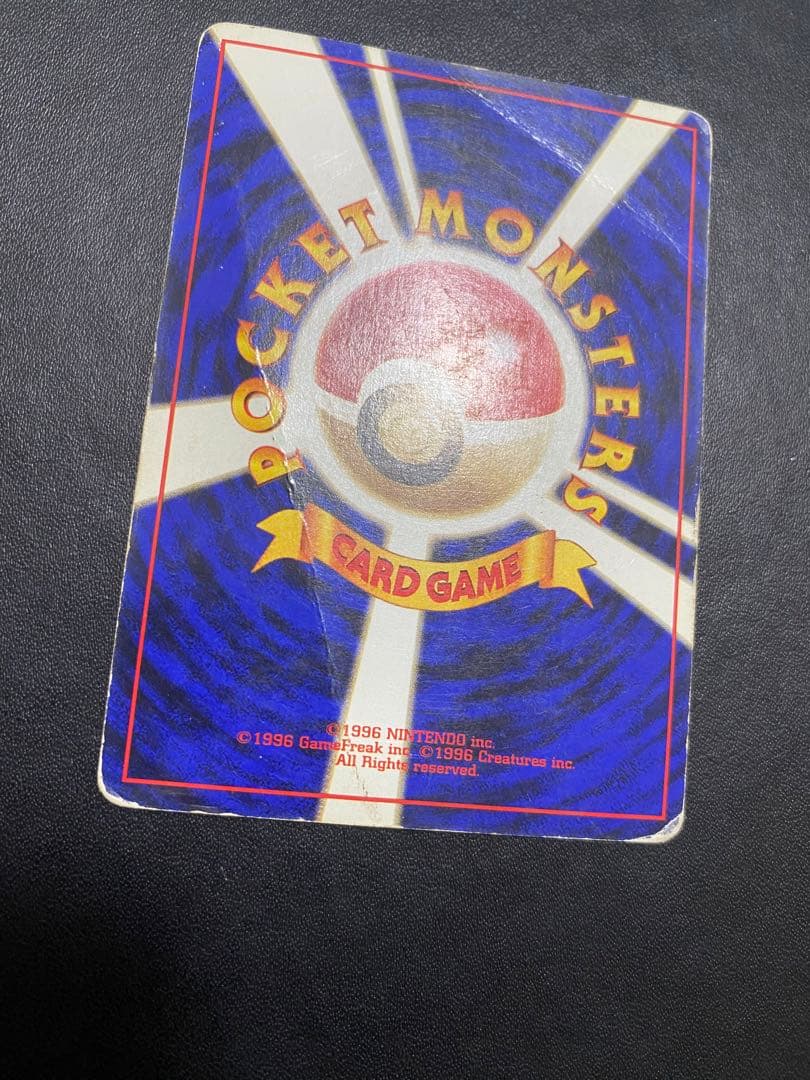 POCKET MONSTERS
CARD GAME
©1996 NINTENDO inc.
©1996 GameFreak inc. ©1996 Creatures inc.
All Rights reserved.